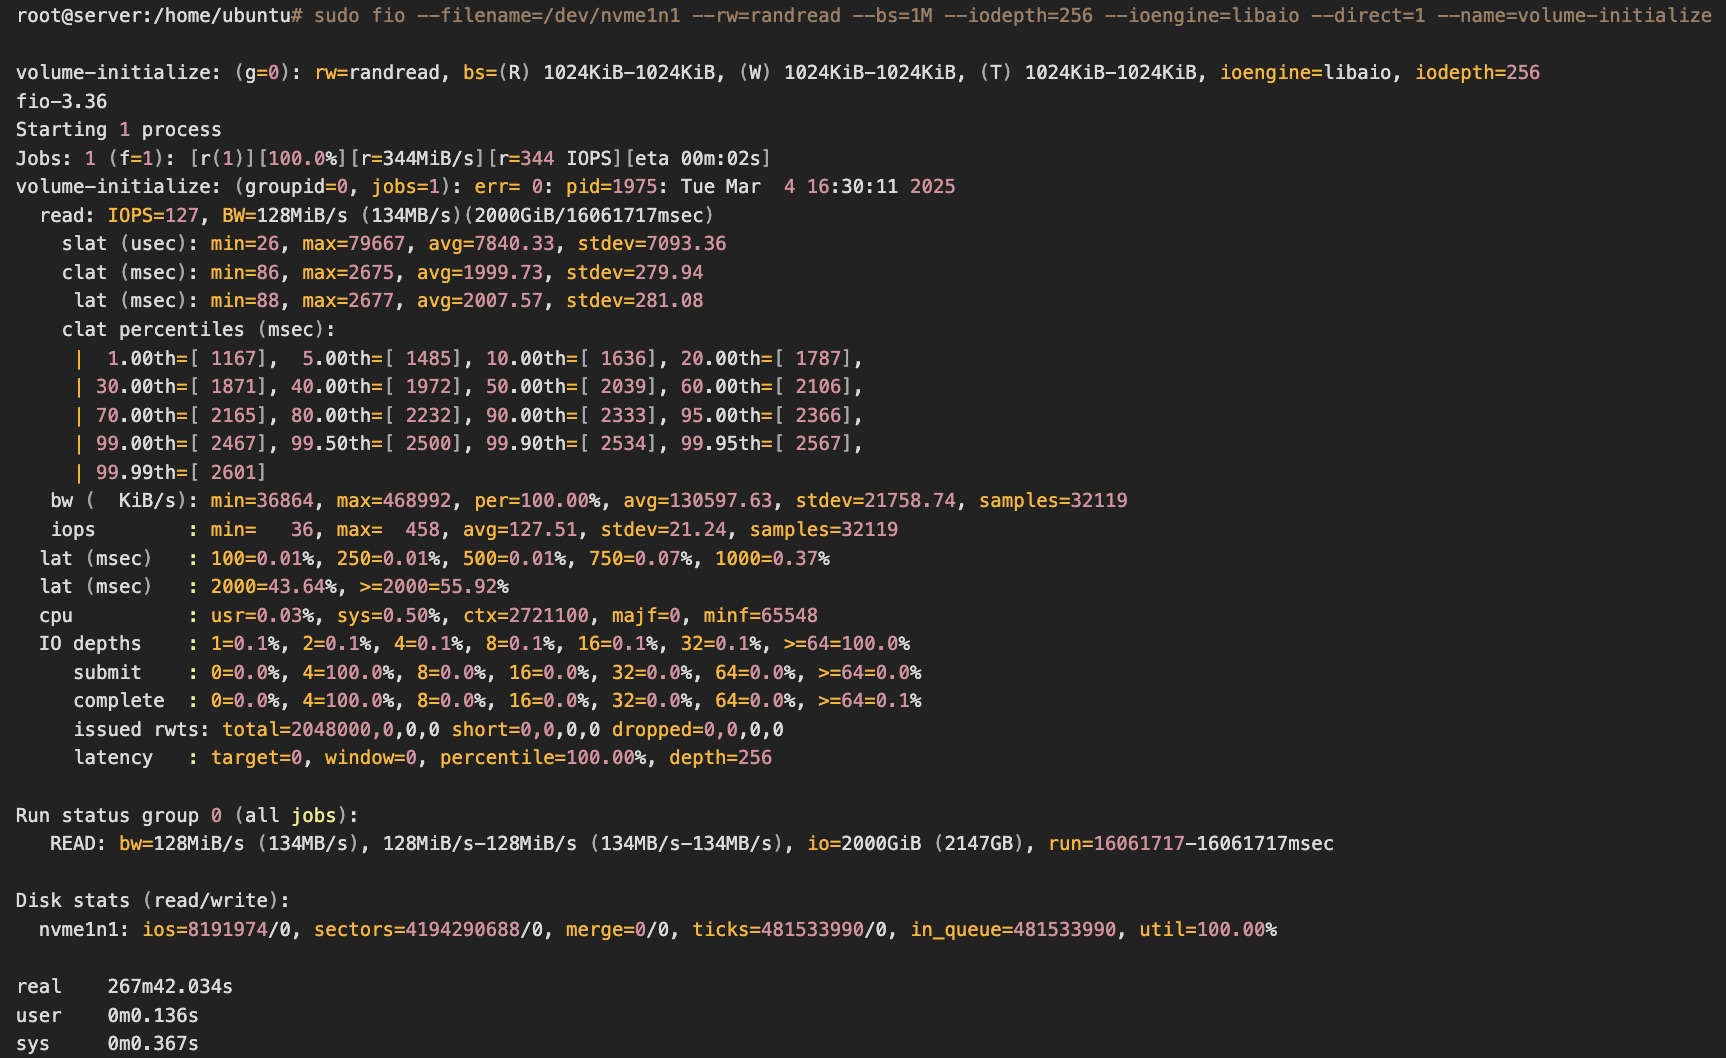 root@server:/home/ubuntu# sudo fio --filename=/dev/nvme1n1 --rw=randread --bs=1M --iodepth=256 --ioengine=libaio --direct=1 --name=volume-initialize
volume-initialize: (g=0): rw=randread, bs=(R) 1024KiB-1024KiB, (W) 1024KiB-1024KiB, (T) 1024KiB-1024KiB, ioengine=libaio, iodepth=256
fio-3.36
Starting 1 process
Jobs: 1 (f=1): [r(1)][100.0%][r=344MiB/s][r=344 IOPS][eta 00m:02s]
volume-initialize: (groupid=0, jobs=1): err= 0: pid=1975: Tue Mar  4 16:30:11 2025
  read: IOPS=127, BW=128MiB/s (134MB/s)(2000GiB/16061717msec)
    slat (usec): min=26, max=79667, avg=7840.33, stdev=7093.36
    clat (msec): min=86, max=2675, avg=1999.73, stdev=279.94
     lat (msec): min=88, max=2677, avg=2007.57, stdev=281.08
    clat percentiles (msec):
     |  1.00th=[ 1167],  5.00th=[ 1485], 10.00th=[ 1636], 20.00th=[ 1787],
     | 30.00th=[ 1871], 40.00th=[ 1972], 50.00th=[ 2039], 60.00th=[ 2106],
     | 70.00th=[ 2165], 80.00th=[ 2232], 90.00th=[ 2333], 95.00th=[ 2366],
     | 99.00th=[ 2467], 99.50th=[ 2500], 99.90th=[ 2534], 99.95th=[ 2567],
     | 99.99th=[ 2601]
   bw (  KiB/s): min=36864, max=468992, per=100.00%, avg=130597.63, stdev=21758.74, samples=32119
   iops        : min=   36, max=  458, avg=127.51, stdev=21.24, samples=32119
  lat (msec)   : 100=0.01%, 250=0.01%, 500=0.01%, 750=0.07%, 1000=0.37%
  lat (msec)   : 2000=43.64%, >=2000=55.92%
  cpu          : usr=0.03%, sys=0.50%, ctx=2721100, majf=0, minf=65548
  IO depths    : 1=0.1%, 2=0.1%, 4=0.1%, 8=0.1%, 16=0.1%, 32=0.1%, >=64=100.0%
     submit    : 0=0.0%, 4=100.0%, 8=0.0%, 16=0.0%, 32=0.0%, 64=0.0%, >=64=0.0%
     complete  : 0=0.0%, 4=100.0%, 8=0.0%, 16=0.0%, 32=0.0%, 64=0.0%, >=64=0.1%
     issued rwts: total=2048000,0,0,0 short=0,0,0,0 dropped=0,0,0,0
     latency   : target=0, window=0, percentile=100.00%, depth=256
Run status group 0 (all jobs):
   READ: bw=128MiB/s (134MB/s), 128MiB/s-128MiB/s (134MB/s-134MB/s), io=2000GiB (2147GB), run=16061717-16061717msec
Disk stats (read/write):
  nvme1n1: ios=8191974/0, sectors=4194290688/0, merge=0/0, ticks=481533990/0, in_queue=481533990, util=100.00%
real    267m42.034s
user    0m0.136s
sys     0m0.367s